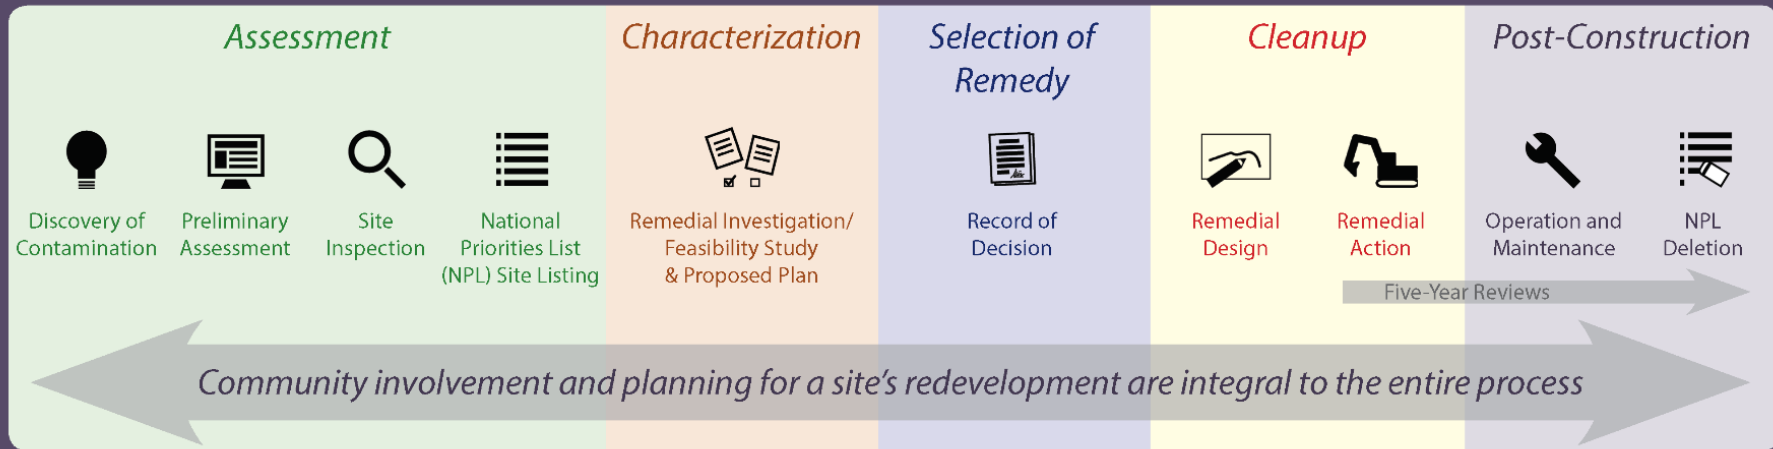 Assessment
Characterization
Selection of
Remedy
Cleanup
Post-Construction
Discovery of
Contamination
Preliminary
Assessment
Site
Inspection
National
Priorities List
(NPL) Site Listing
Remedial Investigation/
Feasibility Study
& Proposed Plan
Record of
Decision
Remedial
Design
Remedial
Action
Operation and
Maintenance
NPL
Deletion
Five-Year Reviews
Community involvement and planning for a site's redevelopment are integral to the entire process